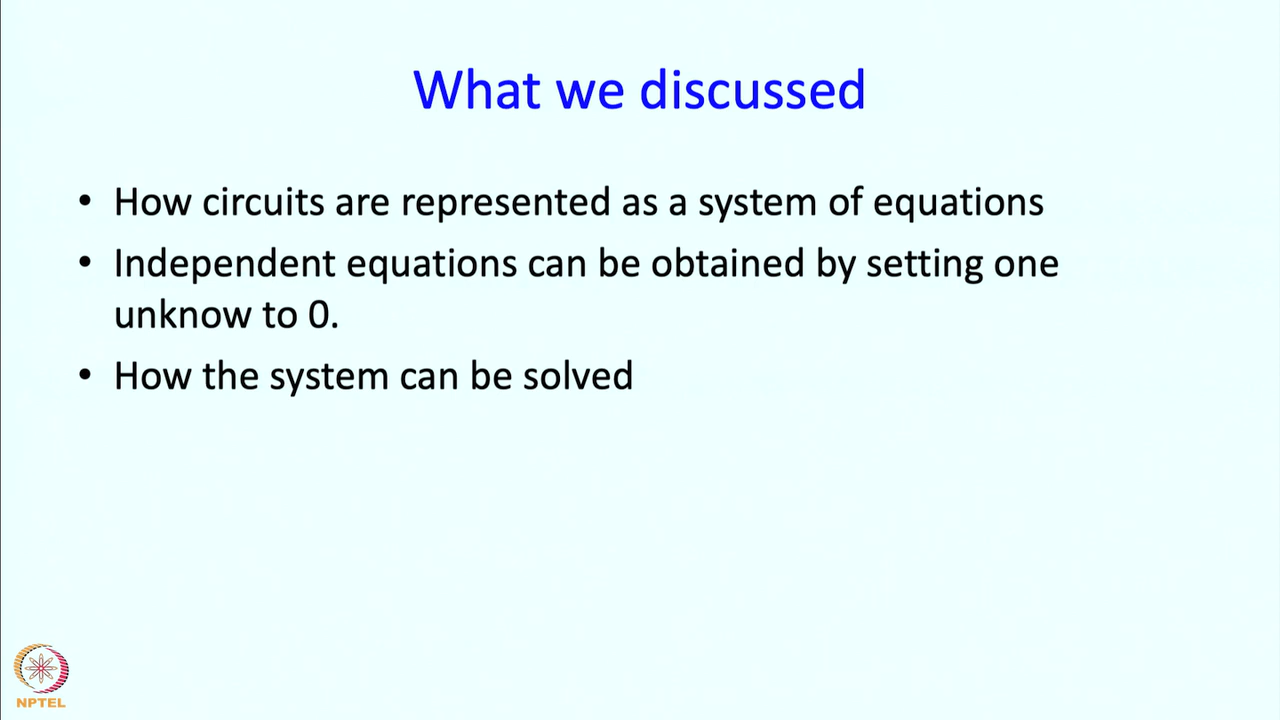 What we discussed
• How circuits are represented as a system of equations
• Independent equations can be obtained by setting one
unknow to 0.
• How the system can be solved
NPTEL